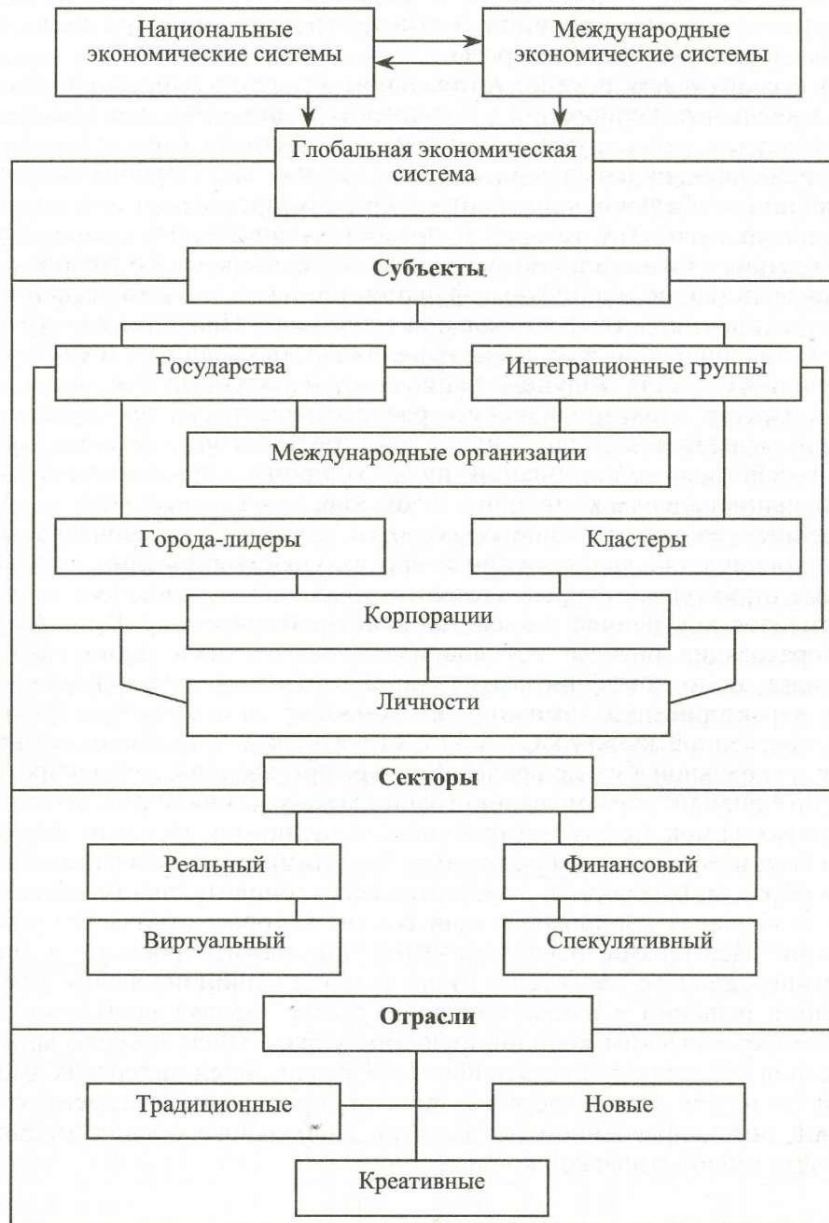 Национальные
экономические системы
Международные
экономические системы
Глобальная экономическая
система
Субъекты
Государства
Интеграционные группы
Международные организации
Города-лидеры
Кластеры
Корпорации
Личности
Секторы
Реальный
Финансовый
Виртуальный
Спекулятивный
Отрасли
Традиционные
Новые
Креативные